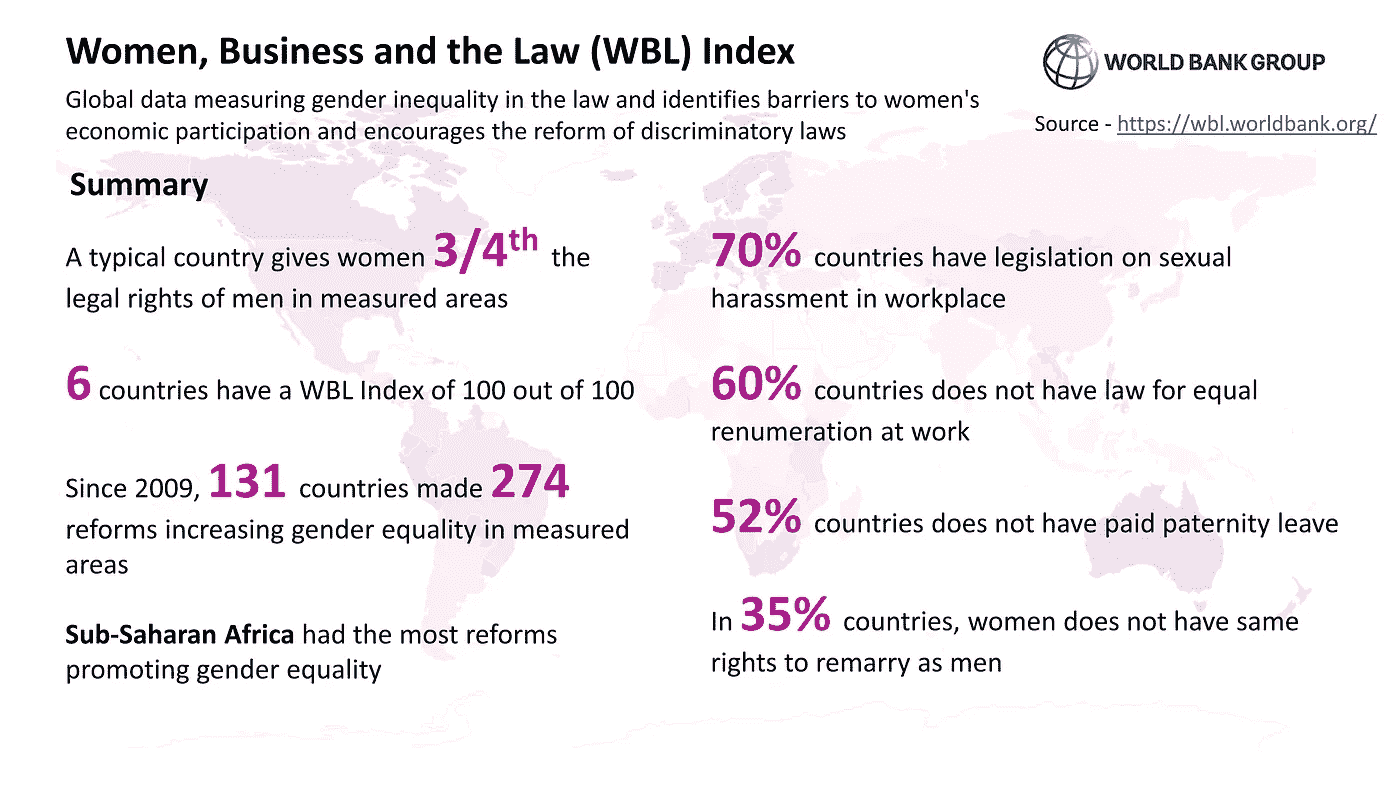 Women, Business and the Law (WBL) Index
Global data measuring gender inequality in the law and identifies barriers to women's
economic participation and encourages the reform of discriminatory laws
WORLD BANK GROUP
Source - https://wbl.worldbank.org/
Summary
A typical country gives women 3/4th the
legal rights of men in measured areas
6 countries have a WBL Index of 100 out of 100
Since 2009, 131 countries made 274
reforms increasing gender equality in measured
areas
Sub-Saharan Africa had the most reforms
promoting gender equality
70% countries have legislation on sexual
harassment in workplace
60% countries does not have law for equal
renumeration at work
52% countries does not have paid paternity leave
In 35% countries, women does not have same
rights to remarry as men